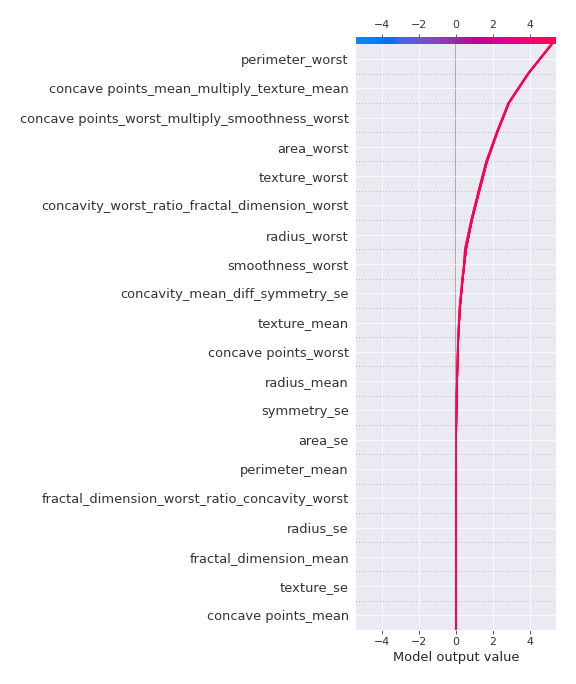 −4 −2 0 2 4
perimeter_worst
concave points_mean_multiply_texture_mean
concave points_worst_multiply_smoothness_worst
area_worst
texture_worst
concavity_worst_ratio_fractal_dimension_worst
radius_worst
smoothness_worst
concavity_mean_diff_symmetry_se
texture_mean
concave points_worst
radius_mean
symmetry_se
area_se
perimeter_mean
fractal_dimension_worst_ratio_concavity_worst
radius_se
fractal_dimension_mean
texture_se
concave points_mean
−4 −2 0 2 4
Model output value